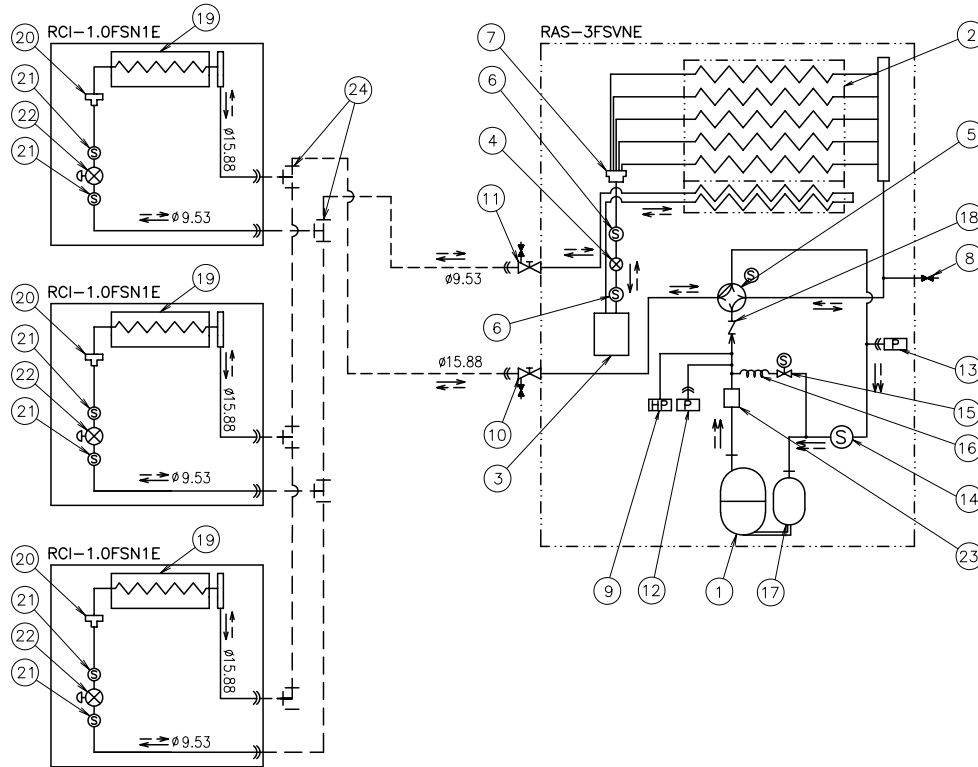 RCI-1.0FSN1E
19
20
21
22
21
ø15.88
ø9.53
24
RCI-1.0FSN1E
19
20
21
22
21
ø15.88
ø9.53
RCI-1.0FSN1E
19
20
21
22
21
ø15.88
ø9.53
RAS-3FSVNE
7
6
4
11
ø9.53
ø15.88
6
10
3
2
5
18
8
13
15
16
14
23
9
12
1
17
HP
P
P
S
S
S
S
S
S
S
S
S
S
S